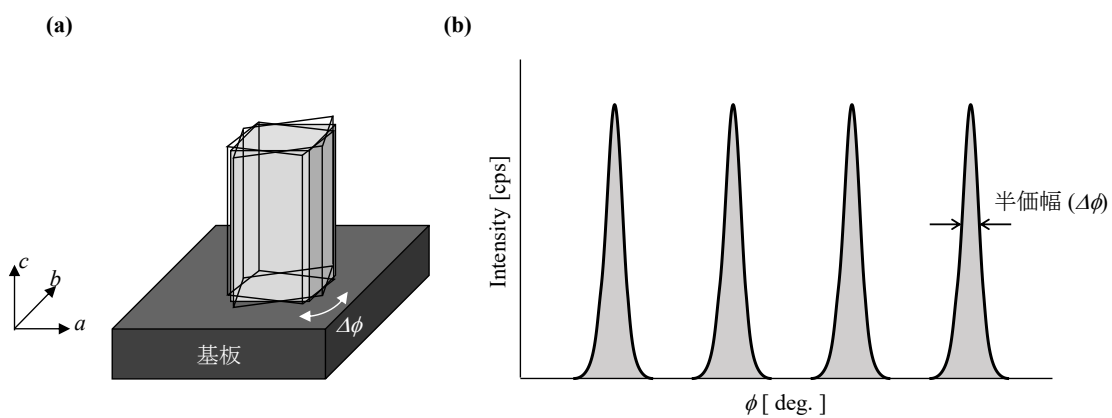 (a)
(b)
c
b
a
基板
Δϕ
Intensity [cps]
半価幅 (Δϕ)
ϕ [ deg. ]